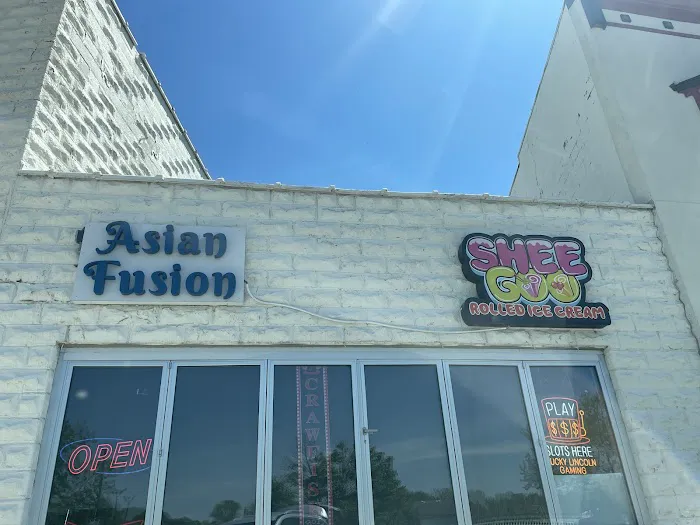 Asian
Fusion
SHEE
GOO
ROLLED ICE CREAM
OPEN
PLAY
$$$
SLOTS HERE
LUCKY LINCOLN
GAMING